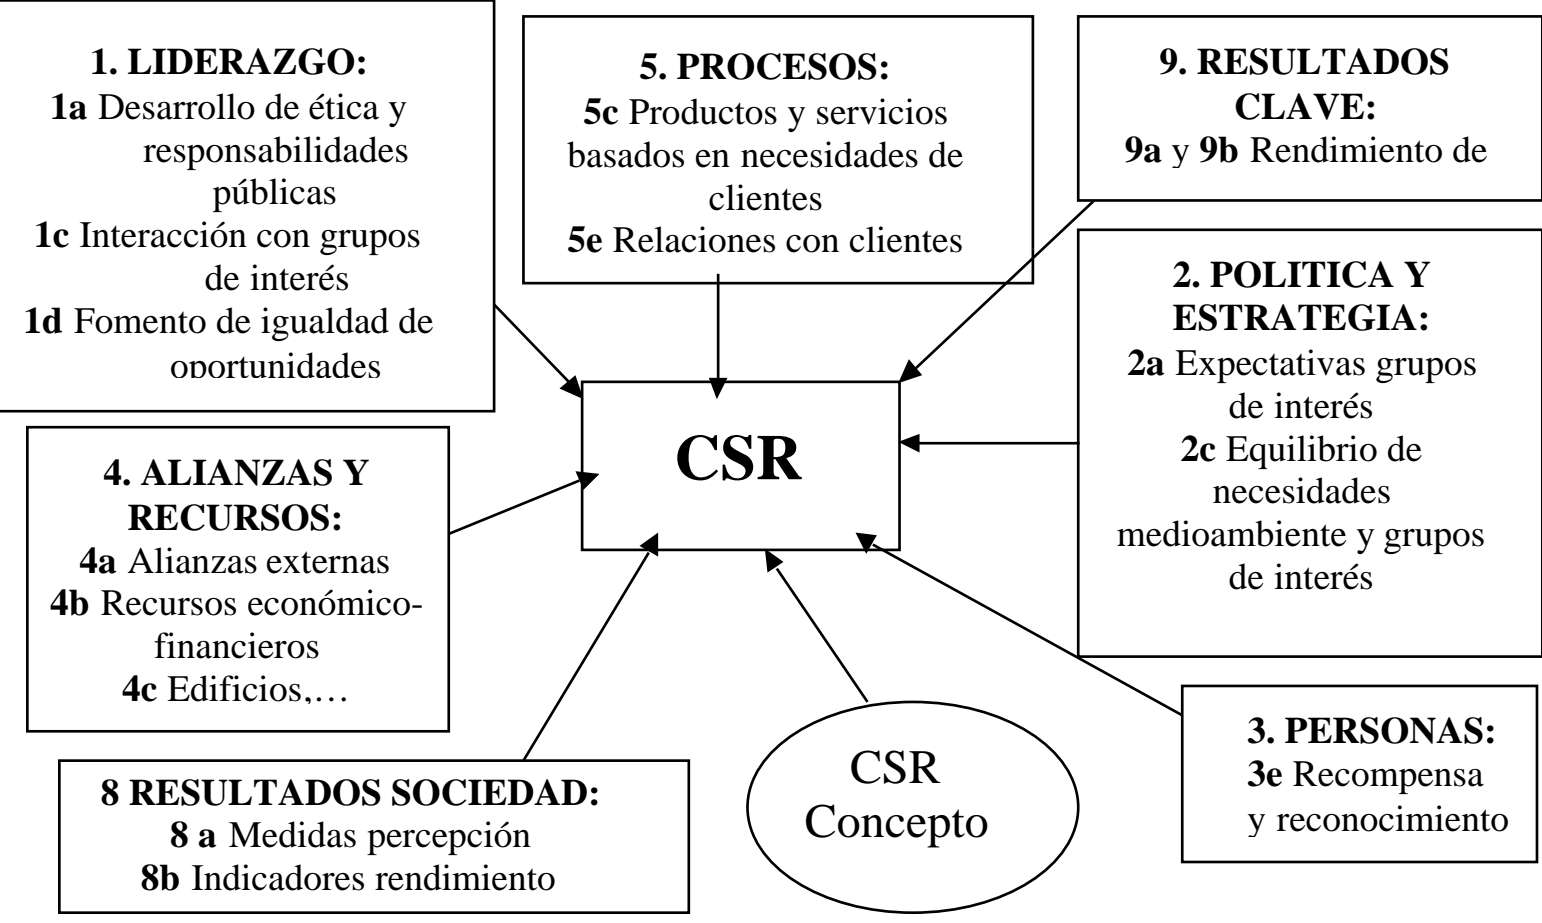 1. LIDERAZGO:
1a Desarrollo de ética y
responsabilidades
públicas
1c Interacción con grupos
de interés
1d Fomento de igualdad de
oportunidades
5. PROCESOS:
5c Productos y servicios
basados en necesidades de
clientes
5e Relaciones con clientes
9. RESULTADOS
CLAVE:
9a y 9b Rendimiento de
2. POLITICA Y
ESTRATEGIA:
2a Expectativas grupos
de interés
2c Equilibrio de
necesidades
medioambiente y grupos
de interés
CSR
4. ALIANZAS Y
RECURSOS:
4a Alianzas externas
4b Recursos económico-
financieros
4c Edificios,…
3. PERSONAS:
3e Recompensa
y reconocimiento
8 RESULTADOS SOCIEDAD:
8 a Medidas percepción
8b Indicadores rendimiento
CSR
Concepto